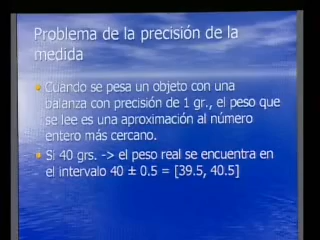 Problema de la precisión de la
medida
Cuando se pesa un objeto con una
balanza con precisión de 1 gr., el peso que
se lee es una aproximación al número
entero más cercano.
Si 40 grs. -> el peso real se encuentra en
el intervalo 40 ± 0.5 = [39.5, 40.5]